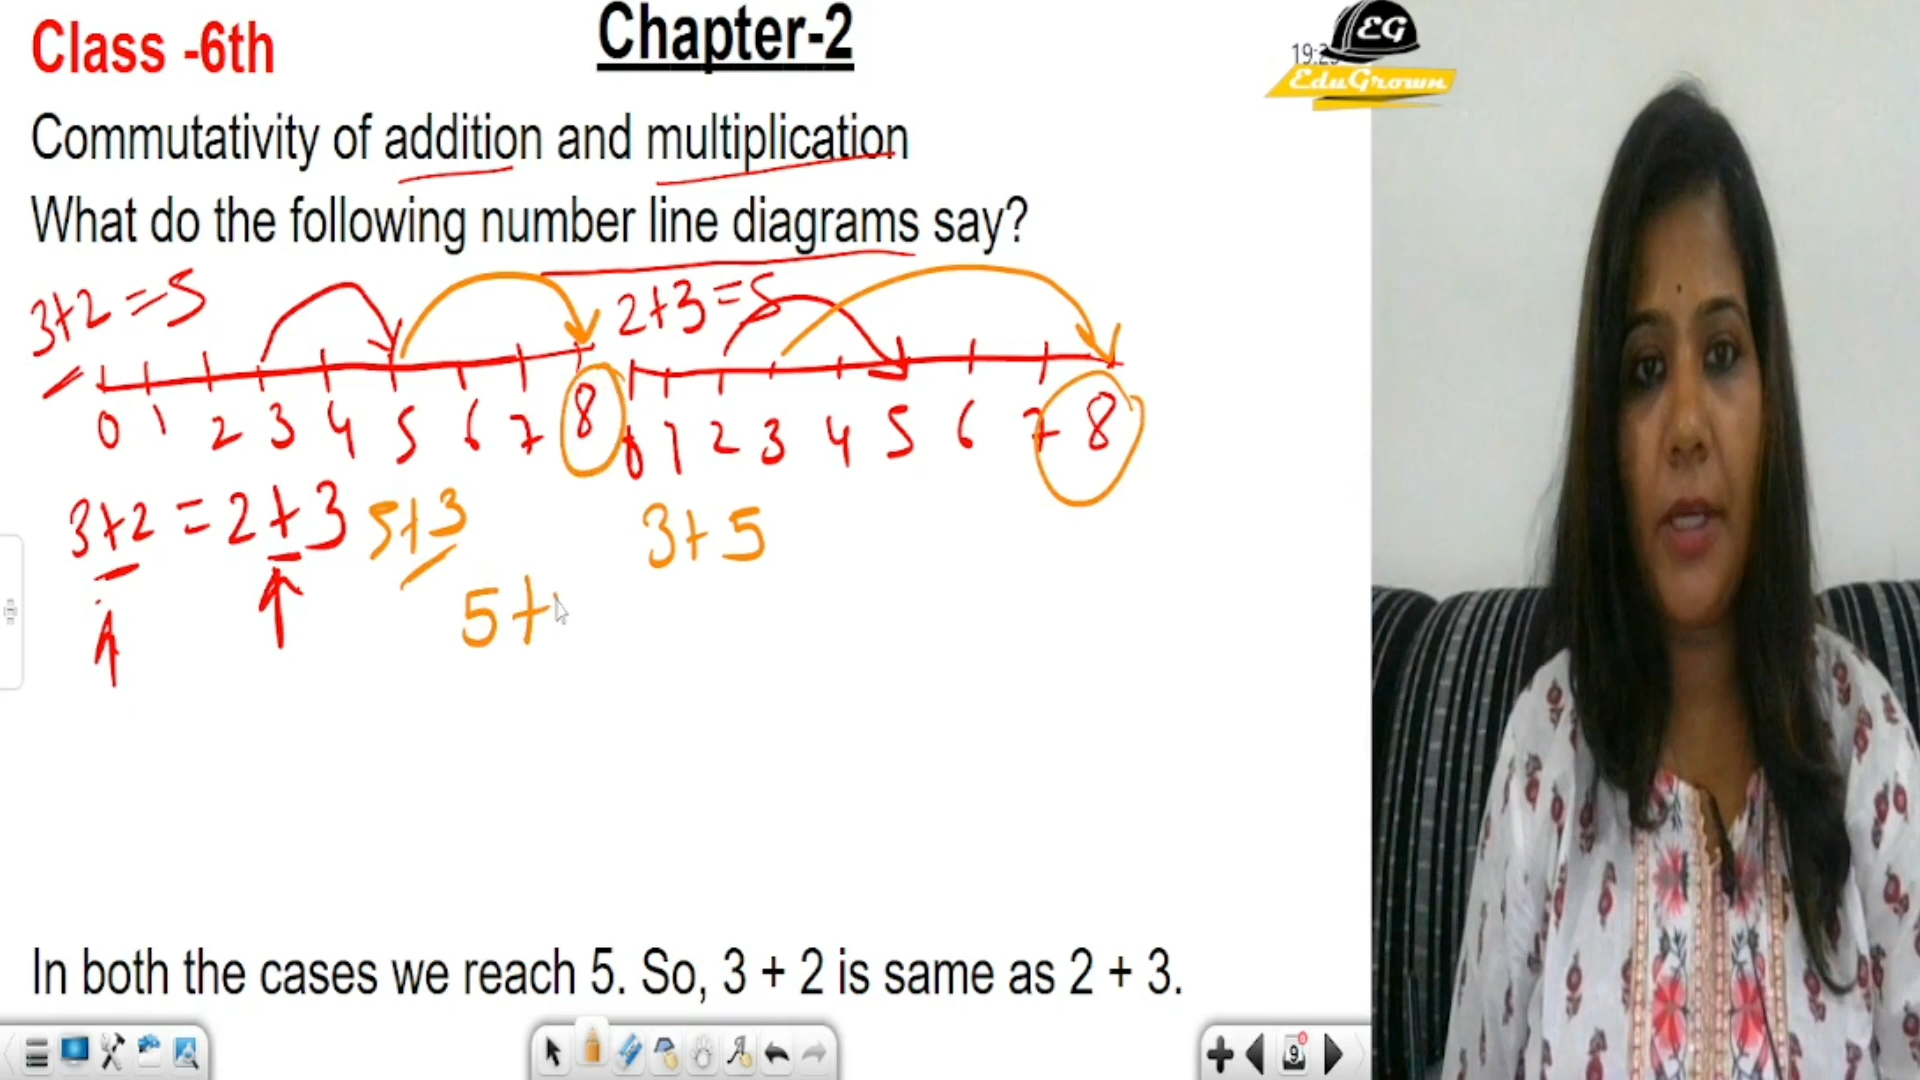 Class -6th
Chapter-2
EG
EduGrown
Commutativity of addition and multiplication
What do the following number line diagrams say?
3+2=5
2+3=5
0 1 2 3 4 5 6 7 8
0 1 2 3 4 5 6 7 8
3+2=2+3
5+3
3+5
5+
In both the cases we reach 5. So, 3 + 2 is same as 2 + 3.
9